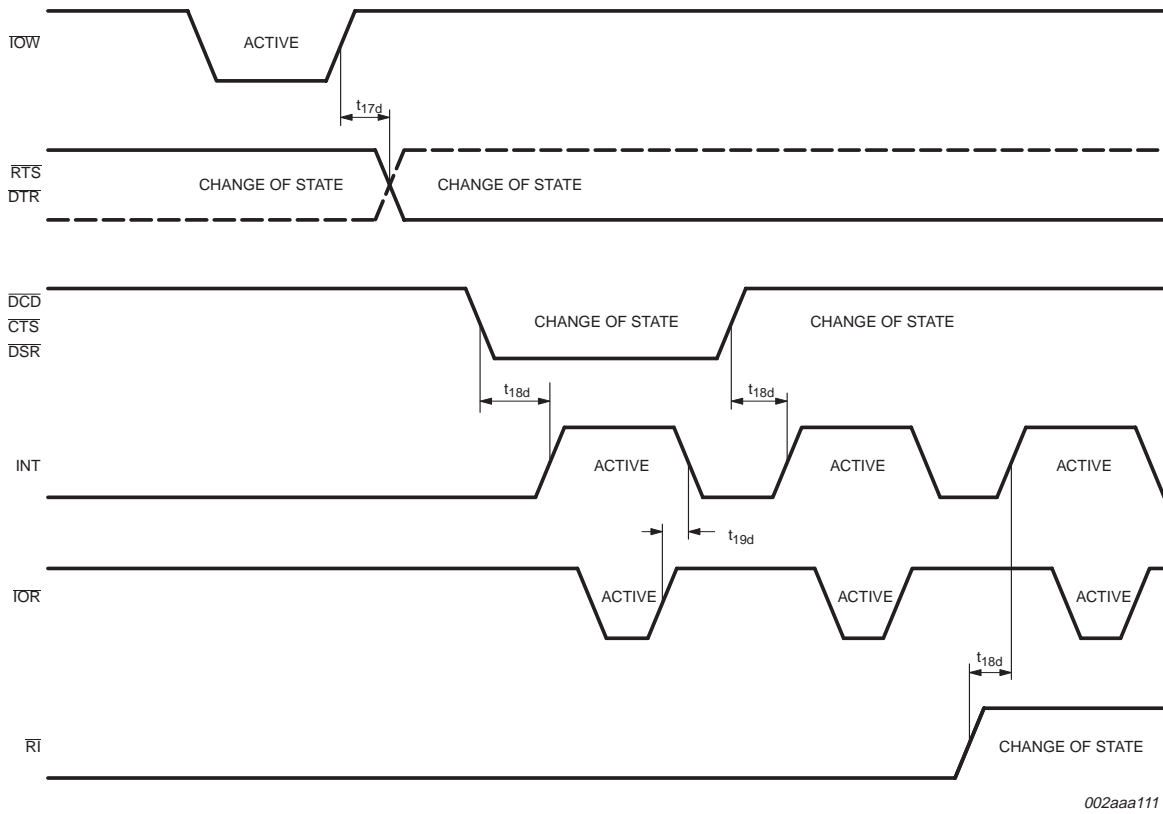 IOW
ACTIVE
t17d
RTS
DTR
CHANGE OF STATE CHANGE OF STATE
DCD
CTS
DSR
CHANGE OF STATE CHANGE OF STATE
t18d t18d
INT
ACTIVE ACTIVE ACTIVE
t19d
IOR
ACTIVE ACTIVE ACTIVE
t18d
RI
CHANGE OF STATE
002aaa111